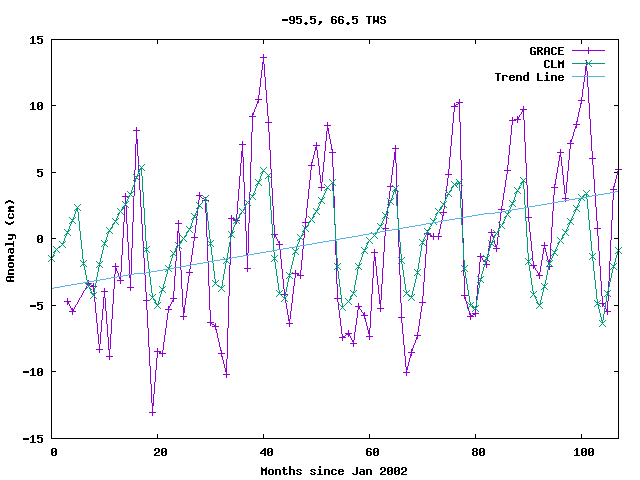 -95.5, 66.5 TWS
GRACE
CLM
Trend Line
15
10
5
0
-5
-10
-15
Anomaly (cm)
0 20 40 60 80 100
Months since Jan 2002